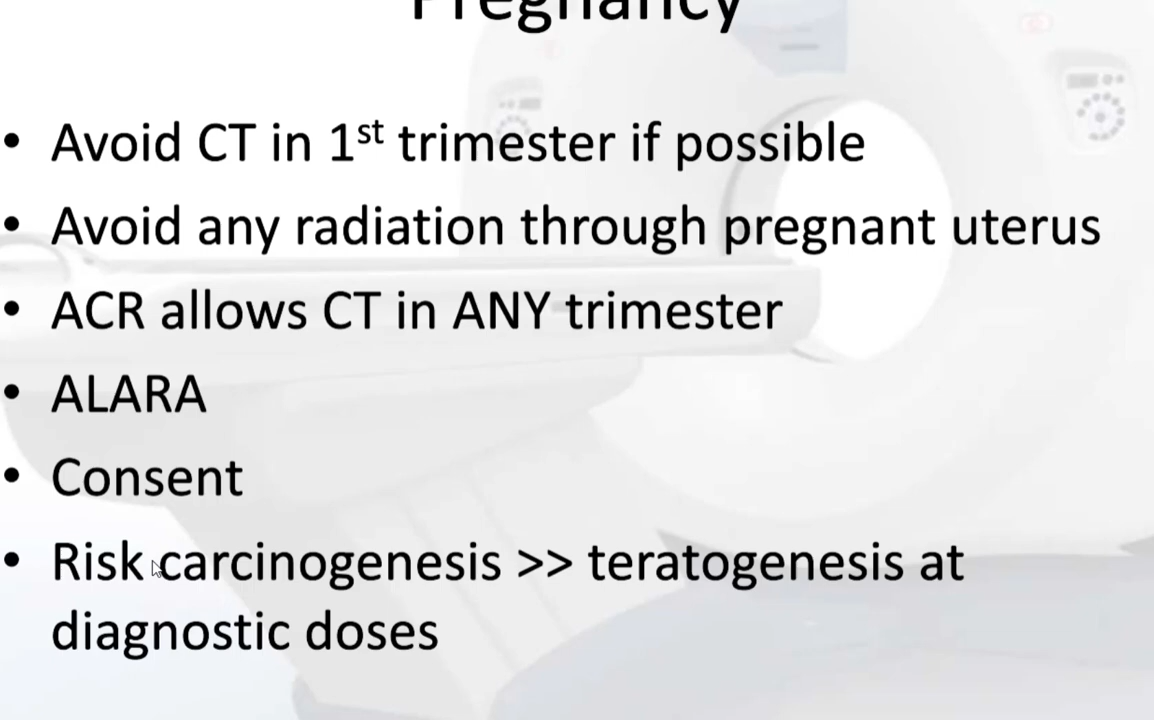 Pregnancy
• Avoid CT in 1st trimester if possible
• Avoid any radiation through pregnant uterus
• ACR allows CT in ANY trimester
• ALARA
• Consent
• Risk carcinogenesis >> teratogenesis at
diagnostic doses